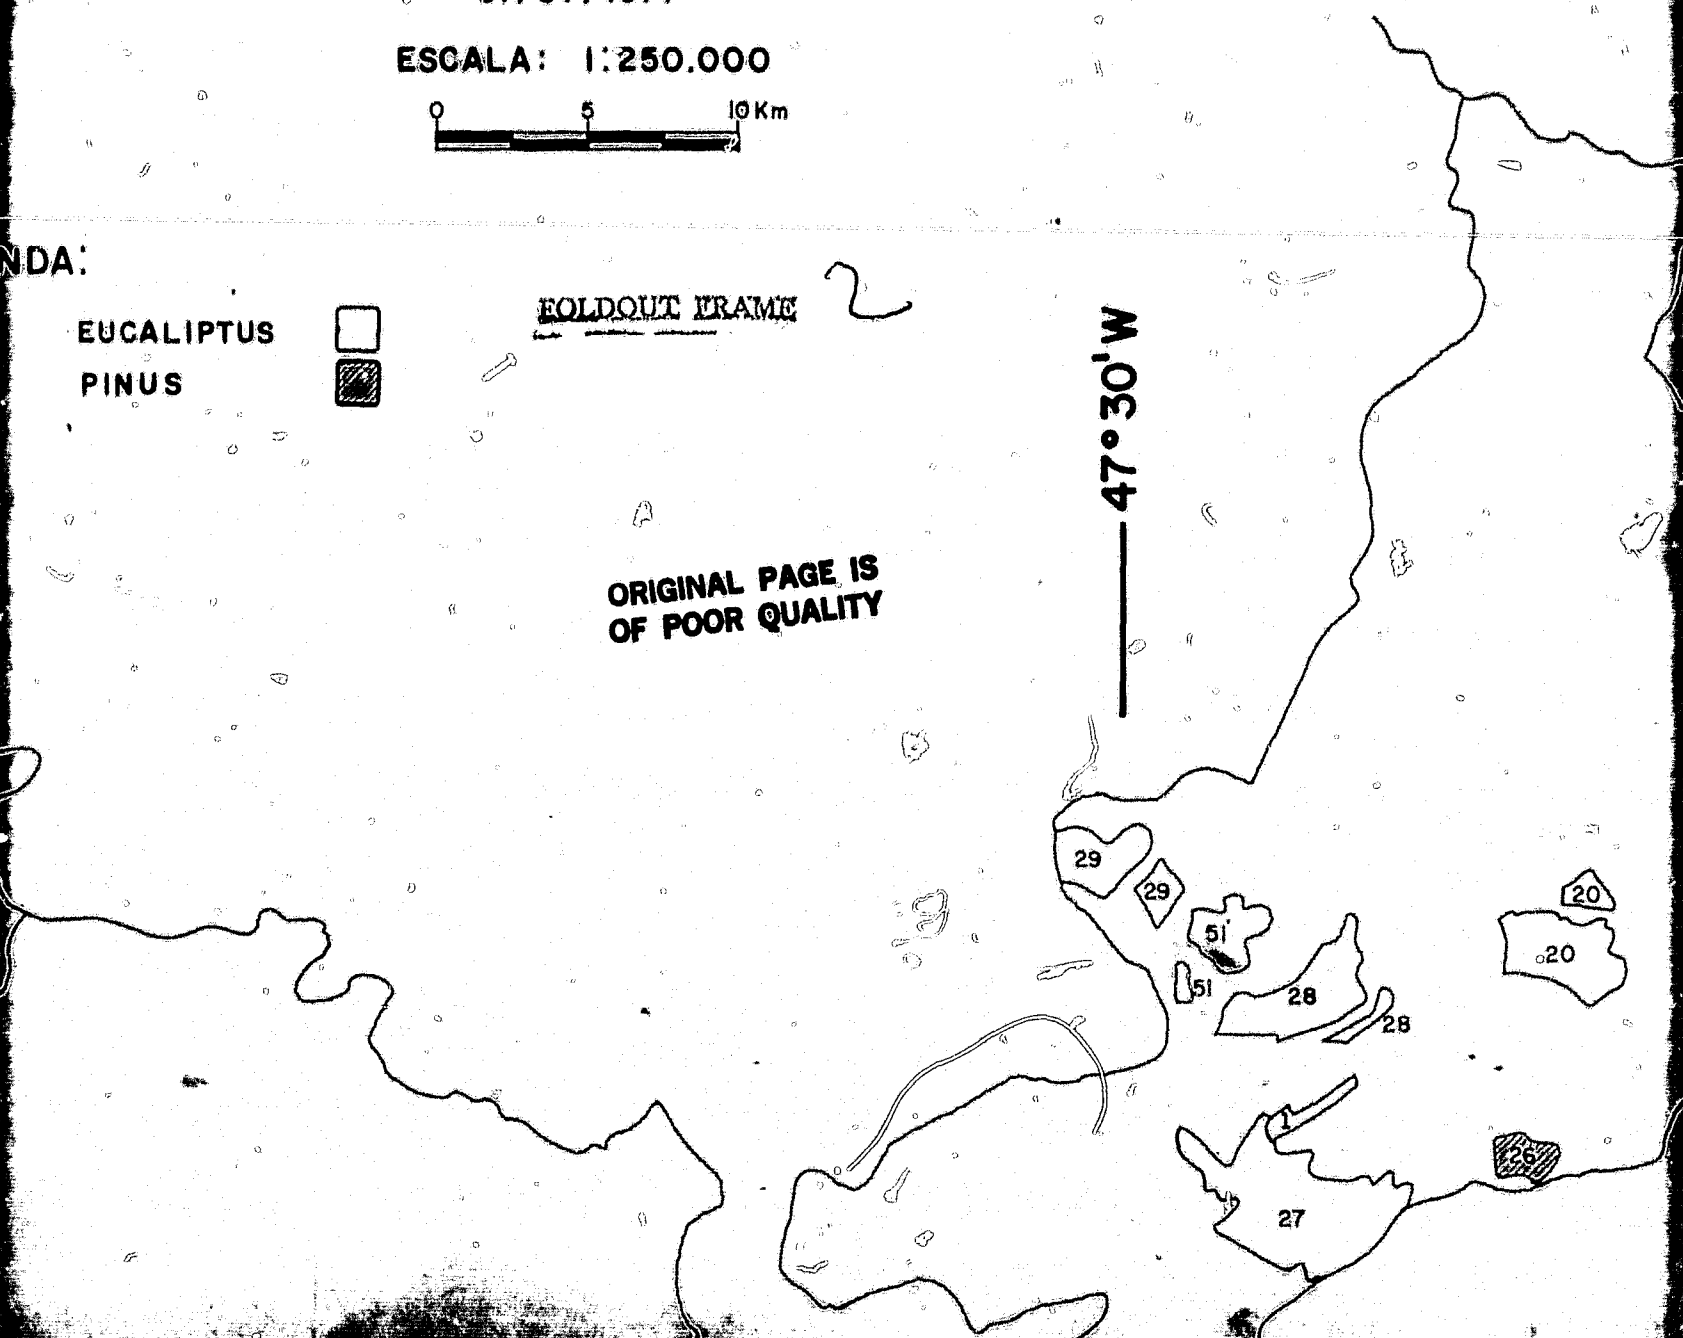 ESCALA: 1:250.000
0 5 10 Km
NDA:
EUCALIPTUS
PINUS
FOLDOUT FRAME 2
47° 30' W
ORIGINAL PAGE IS
OF POOR QUALITY
29
29
20
51
20
51
28
28
1
26
27